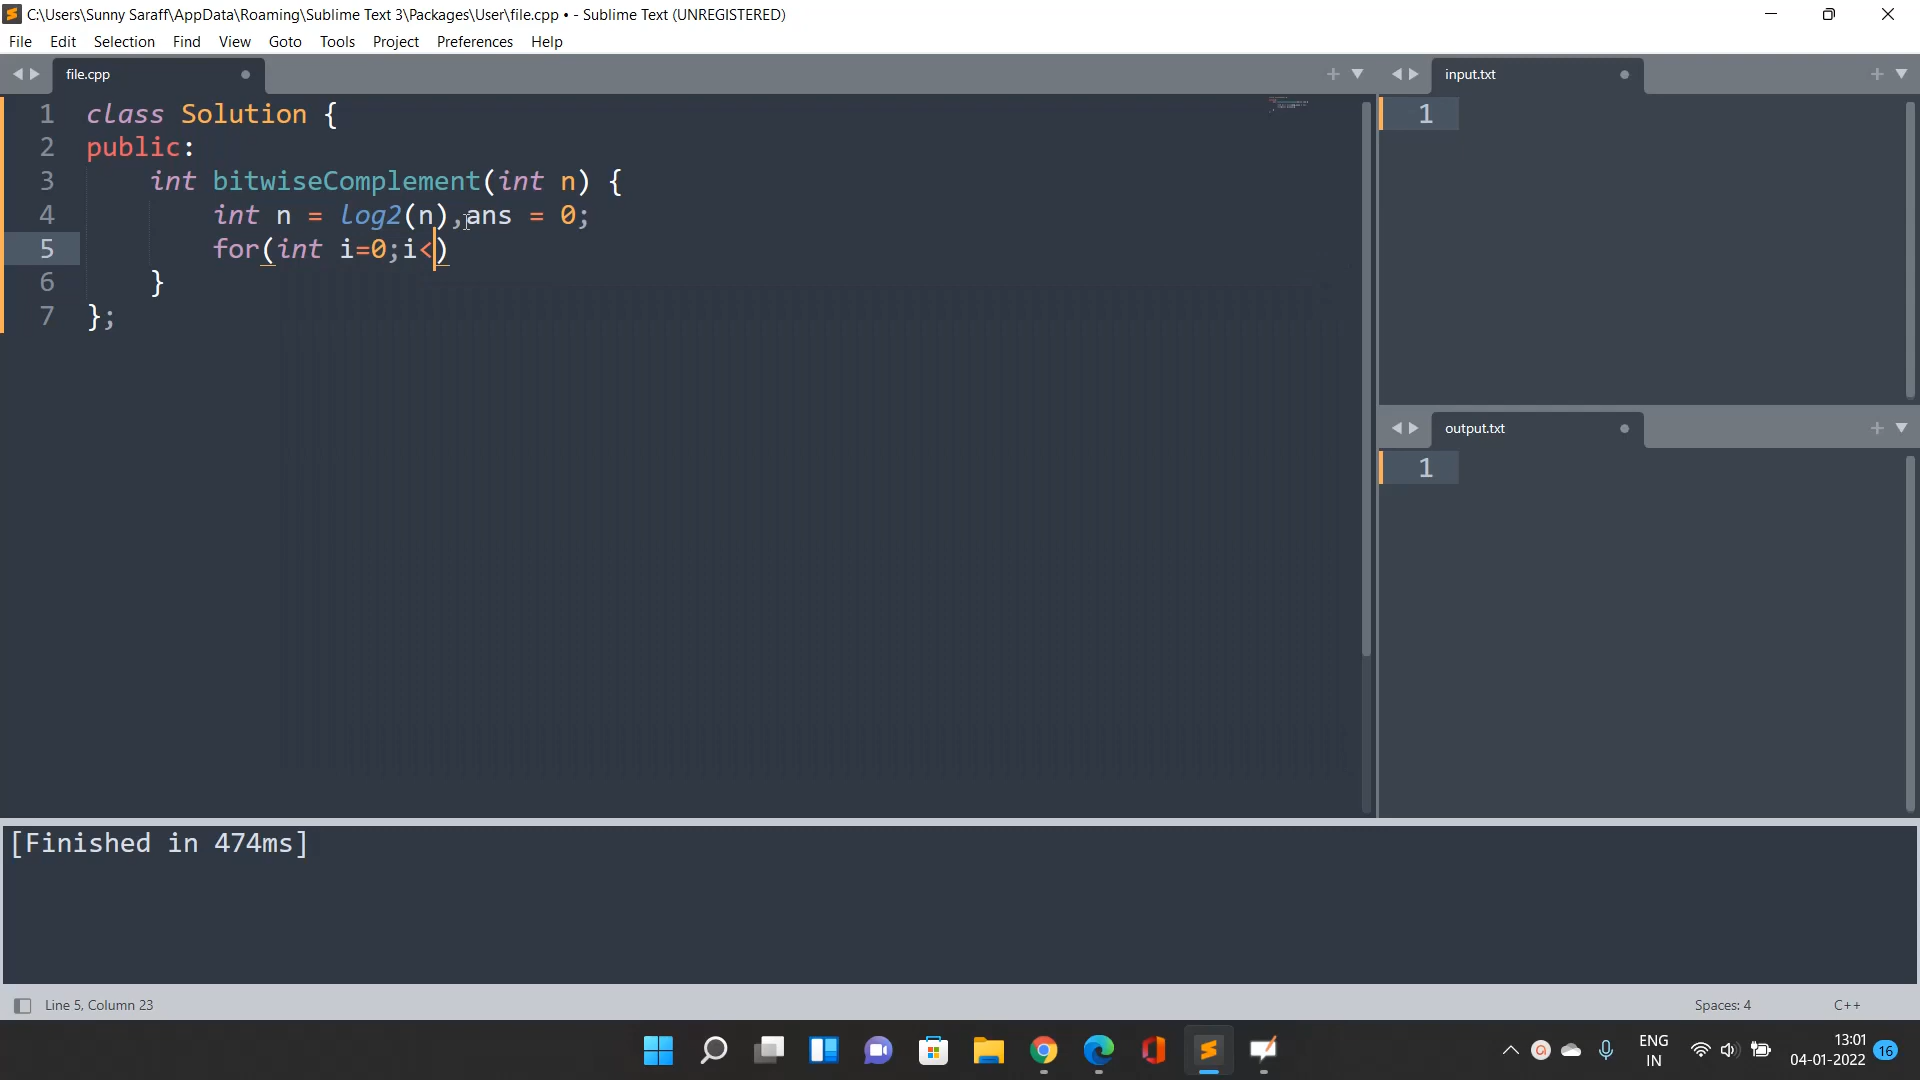 C:\Users\Sunny Saraff\AppData\Roaming\Sublime Text 3\Packages\User\file.cpp • - Sublime Text (UNREGISTERED)
File Edit Selection Find View Goto Tools Project Preferences Help
file.cpp
input.txt
1 class Solution {
2 public:
3 int bitwiseComplement(int n) {
4 int n = log2(n),ans = 0;
5 for(int i=0;i<)
6 }
7 };
1
output.txt
1
[Finished in 474ms]
Line 5, Column 23
Spaces: 4
C++
ENG
IN
13:01
04-01-2022
16